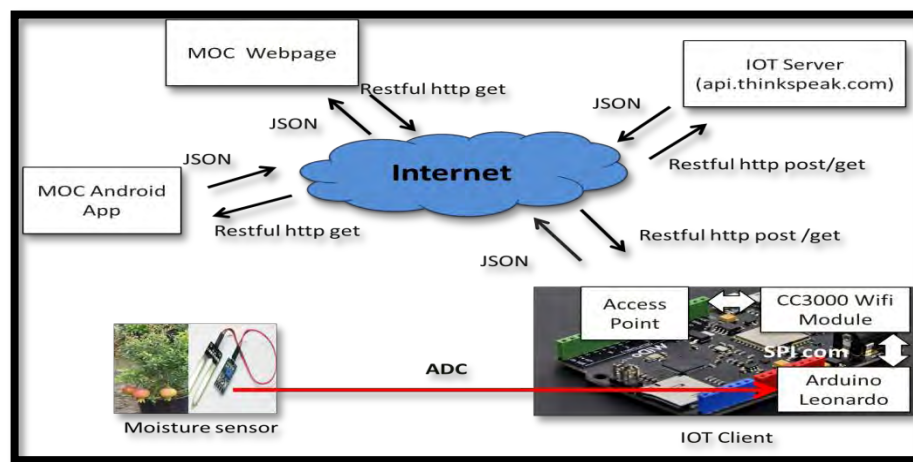 MOC Webpage
IOT Server
(api.thinkspeak.com)
Restful http get
JSON
JSON
JSON
Internet
Restful http post/get
MOC Android
App
Restful http get
Restful http post /get
JSON
Access
Point
CC3000 Wifi
Module
SPI com
ADC
Arduino
Leonardo
Moisture sensor
IOT Client